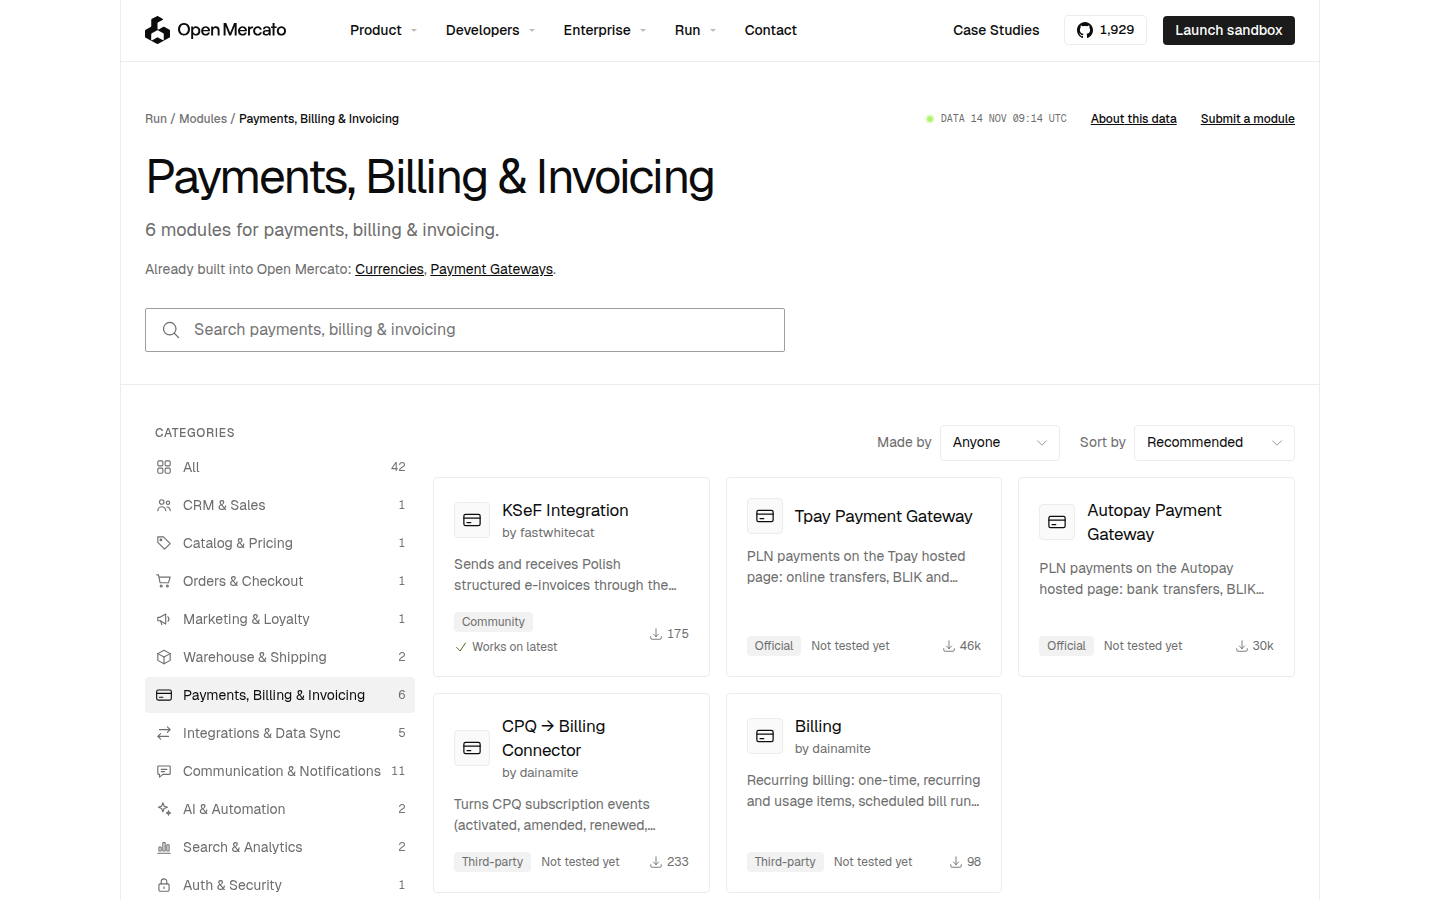 Open Mercato
Product
Developers
Enterprise
Run
Contact
Case Studies
1,929
Launch sandbox
Run / Modules / Payments, Billing & Invoicing
DATA 14 NOV 09:14 UTC
About this data
Submit a module
Payments, Billing & Invoicing
6 modules for payments, billing & invoicing.
Already built into Open Mercato: Currencies, Payment Gateways.
Search payments, billing & invoicing
CATEGORIES
All 42
CRM & Sales 1
Catalog & Pricing 1
Orders & Checkout 1
Marketing & Loyalty 1
Warehouse & Shipping 2
Payments, Billing & Invoicing 6
Integrations & Data Sync 5
Communication & Notifications 11
AI & Automation 2
Search & Analytics 2
Auth & Security 1
Made by Anyone
Sort by Recommended
KSeF Integration
by fastwhitecat
Sends and receives Polish
structured e-invoices through the…
Community
Works on latest
175
Tpay Payment Gateway
PLN payments on the Tpay hosted
page: online transfers, BLIK and…
Official Not tested yet 46k
Autopay Payment
Gateway
PLN payments on the Autopay
hosted page: bank transfers, BLIK…
Official Not tested yet 30k
CPQ → Billing
Connector
by dainamite
Turns CPQ subscription events
(activated, amended, renewed,…
Third-party Not tested yet 233
Billing
by dainamite
Recurring billing: one-time, recurring
and usage items, scheduled bill run…
Third-party Not tested yet 98